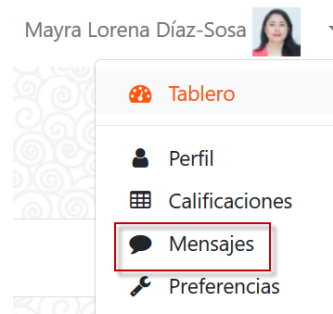 Mayra Lorena Díaz-Sosa
Tablero
Perfil
Calificaciones
Mensajes
Preferencias